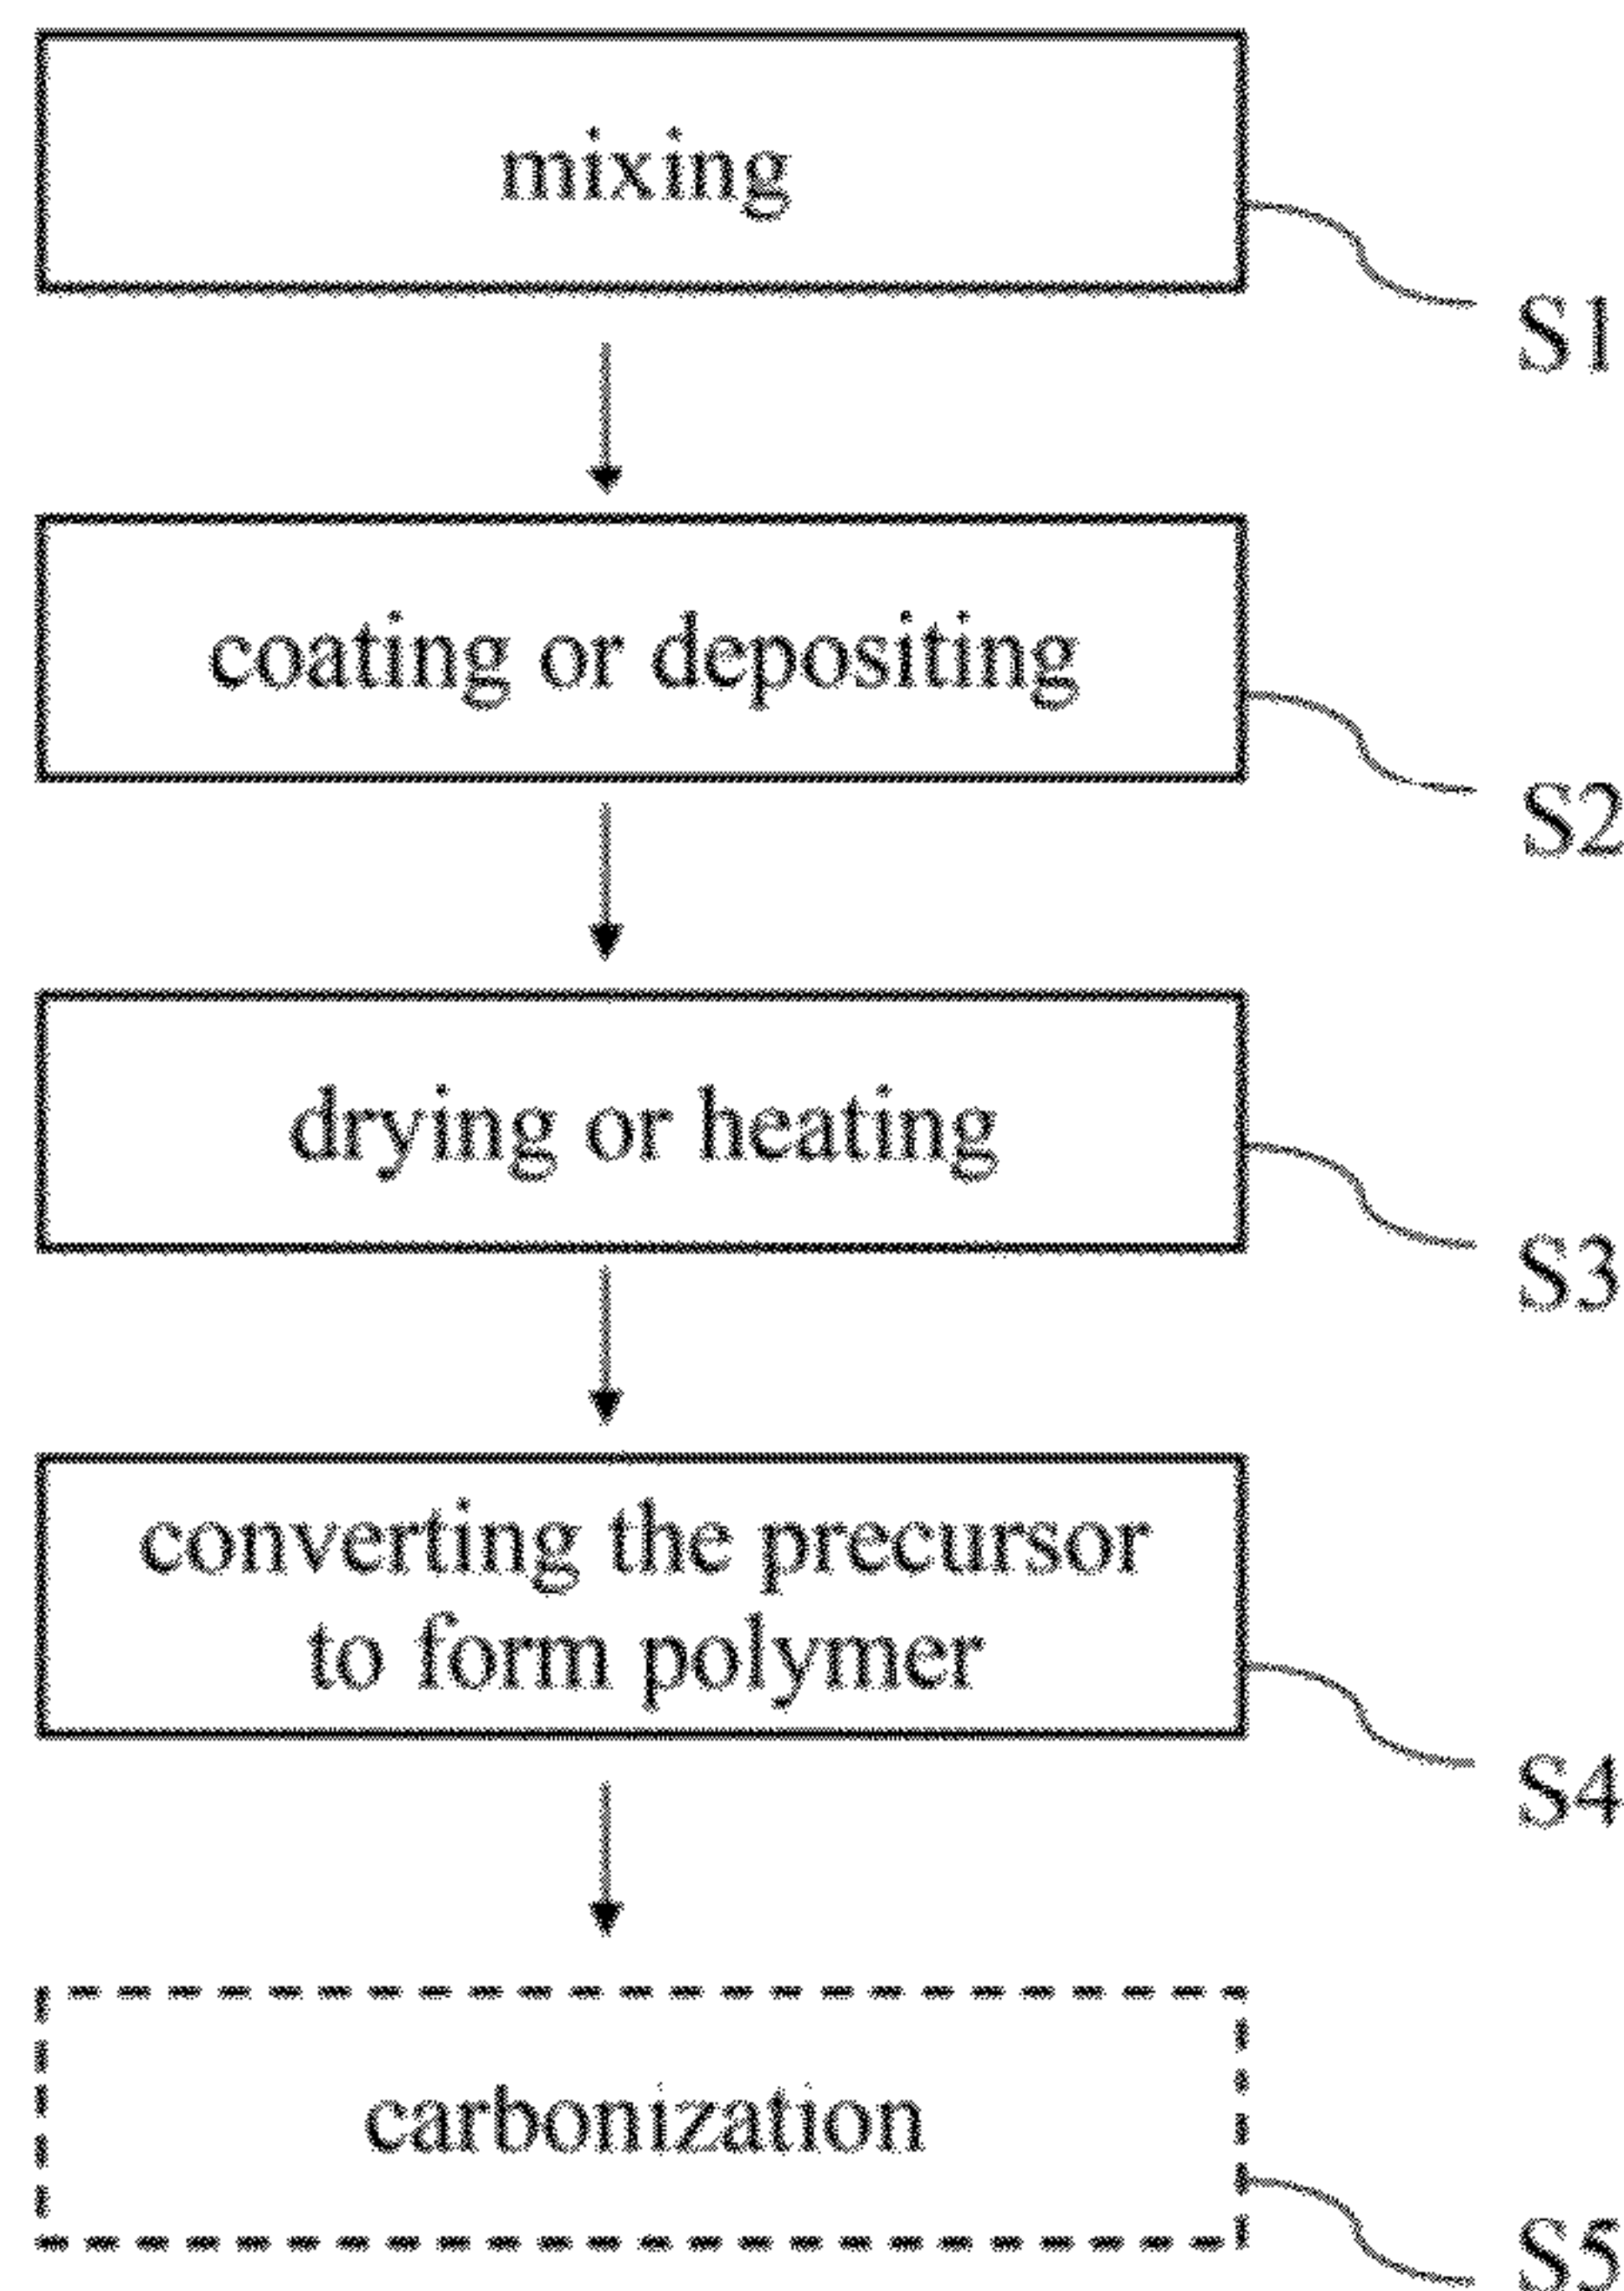 mixing
S1
coating or depositing
S2
drying or heating
S3
converting the precursor
to form polymer
S4
carbonization
S5